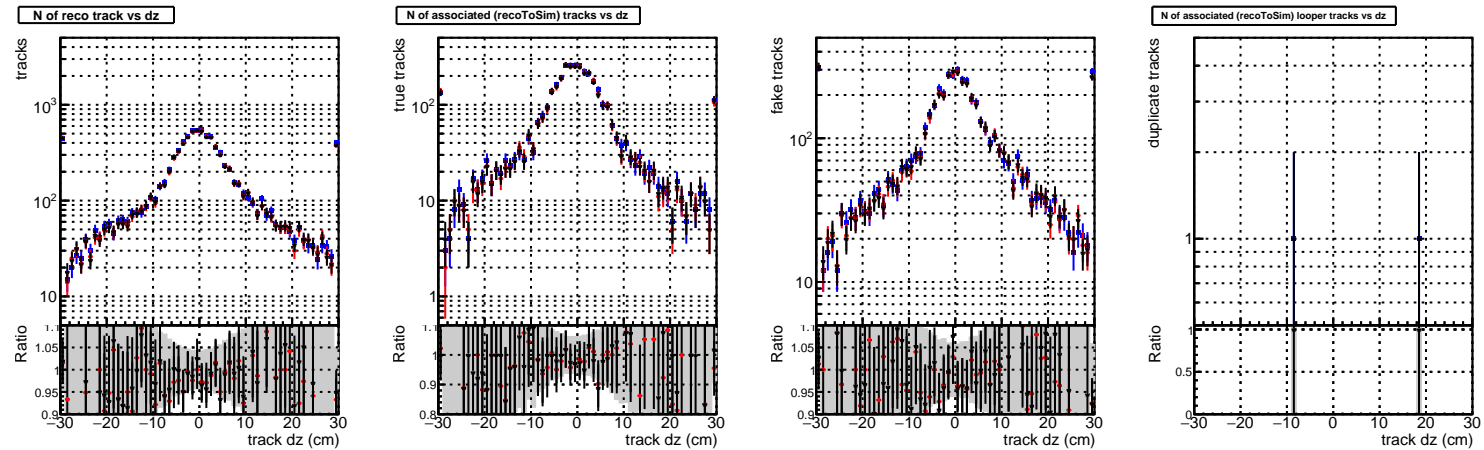 N of reco track vs dz
tracks
10³
10²
10
Ratio
1.1
1.05
1
0.95
0.9
−30 −20 −10 0 10 20 30
track dz (cm)
N of associated (recoToSim) tracks vs dz
true tracks
10²
10
1
Ratio
1.1
1
0.9
0.8
−30 −20 −10 0 10 20 30
track dz (cm)
fake tracks
10²
10
Ratio
1.1
1.05
1
0.95
0.9
−30 −20 −10 0 10 20 30
track dz (cm)
N of associated (recoToSim) looper tracks vs dz
duplicate tracks
1
Ratio
1
0.5
0
−30 −20 −10 0 10 20 30
track dz (cm)